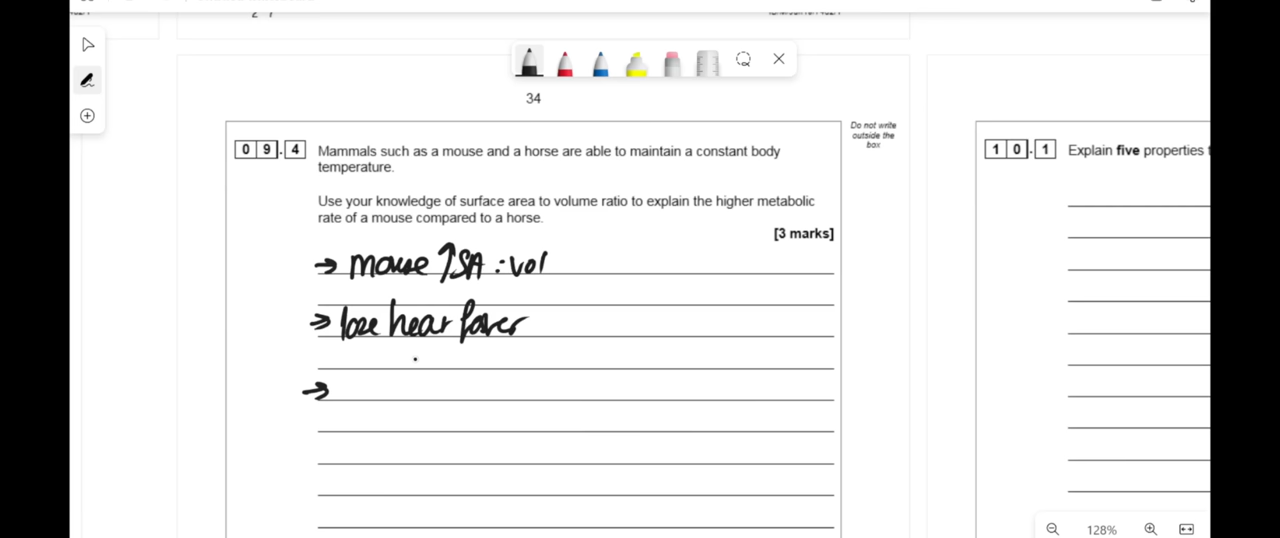 34
Do not write
outside the
box
0 9 . 4 Mammals such as a mouse and a horse are able to maintain a constant body
temperature.
Use your knowledge of surface area to volume ratio to explain the higher metabolic
rate of a mouse compared to a horse.
[3 marks]
→ mouse ↑SA : vol
→ lose heat faster
→
1 0 . 1 Explain five properties
128%